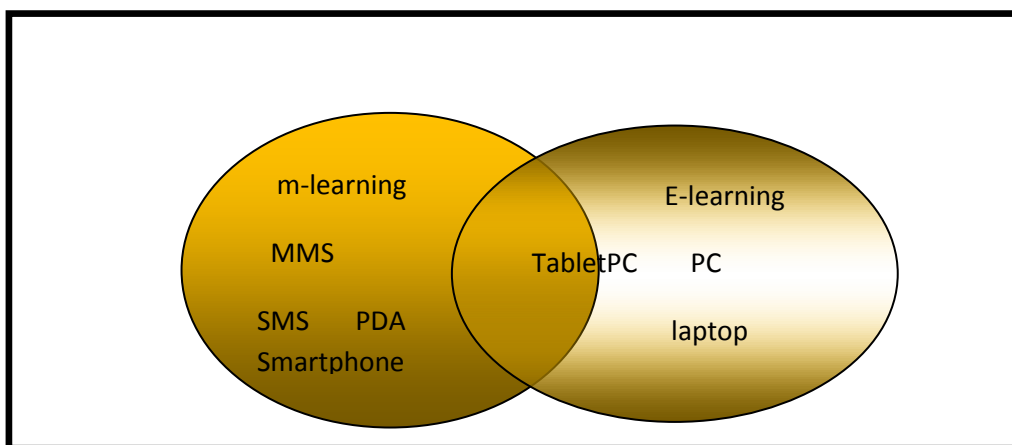 m-learning
E-learning
MMS
TabletPC PC
SMS PDA
laptop
Smartphone